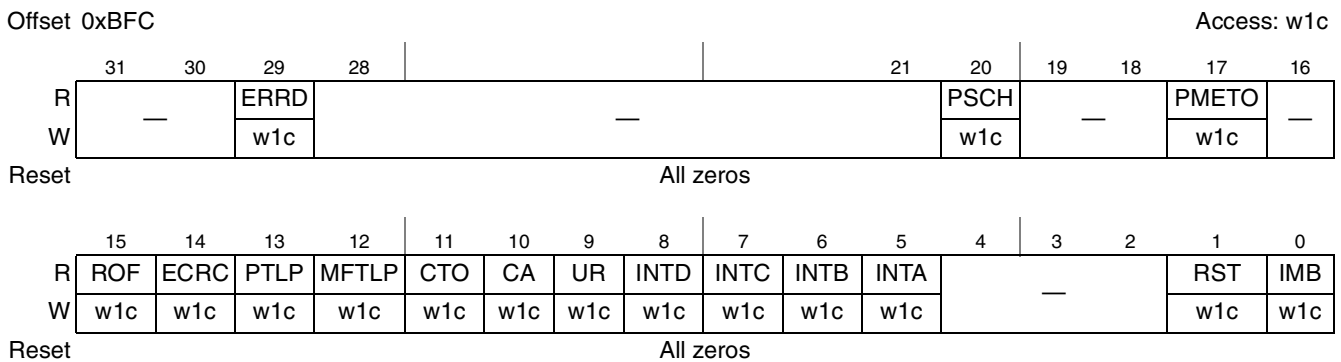 Offset 0xBFC Access: w1c
31 30 29 28 21 20 19 18 17 16
R — ERRD — PSCH — PMETO —
W w1c w1c w1c
Reset All zeros
15 14 13 12 11 10 9 8 7 6 5 4 3 2 1 0
R ROF ECRC PTLP MFTLP CTO CA UR INTD INTC INTB INTA — RST IMB
W w1c w1c w1c w1c w1c w1c w1c w1c w1c w1c w1c w1c w1c
Reset All zeros